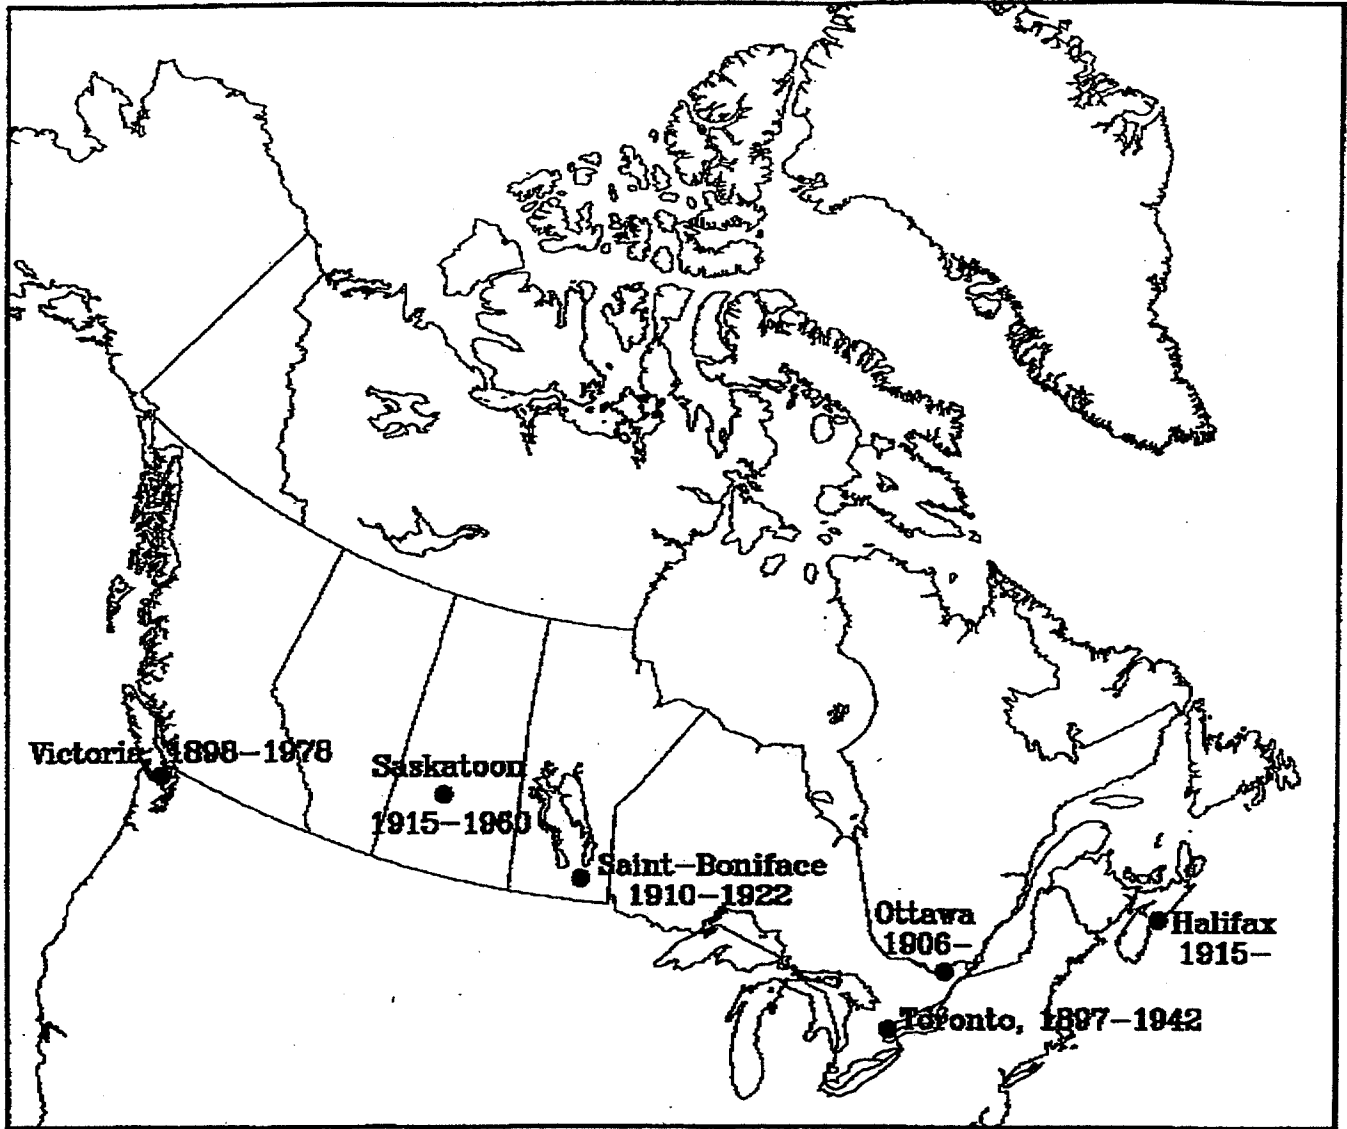 Victoria, 1898-1978
Saskatoon
1915-1960
Saint-Boniface
1910-1922
Ottawa
1906-
Halifax
1915-
Toronto, 1897-1942